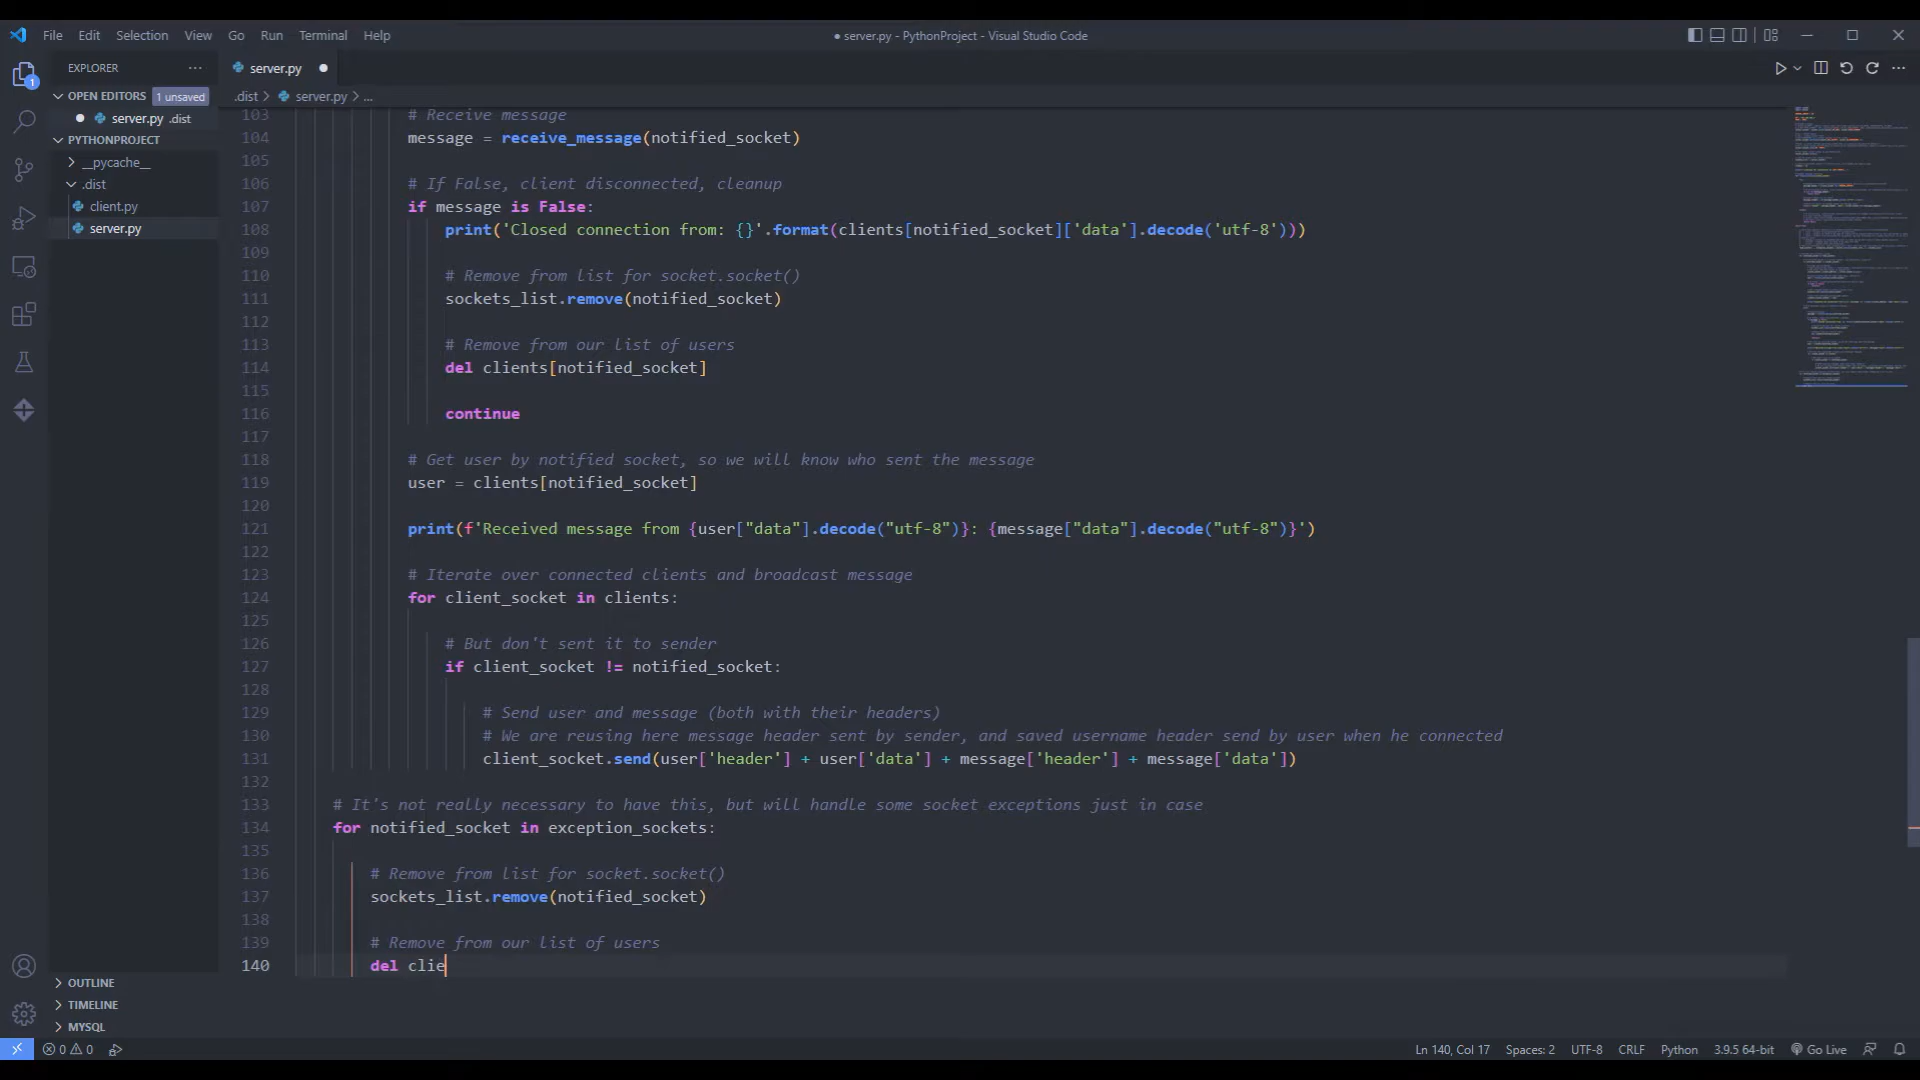 File Edit Selection View Go Run Terminal Help
● server.py - PythonProject - Visual Studio Code
EXPLORER
server.py
OPEN EDITORS 1 unsaved
.dist > server.py > ...
server.py .dist
PYTHONPROJECT
__pycache__
.dist
client.py
server.py
103 # Receive message
104 message = receive_message(notified_socket)
105
106 # If False, client disconnected, cleanup
107 if message is False:
108 print('Closed connection from: {}'.format(clients[notified_socket]['data'].decode('utf-8')))
109
110 # Remove from list for socket.socket()
111 sockets_list.remove(notified_socket)
112
113 # Remove from our list of users
114 del clients[notified_socket]
115
116 continue
117
118 # Get user by notified socket, so we will know who sent the message
119 user = clients[notified_socket]
120
121 print(f'Received message from {user["data"].decode("utf-8")}: {message["data"].decode("utf-8")}')
122
123 # Iterate over connected clients and broadcast message
124 for client_socket in clients:
125
126 # But don't sent it to sender
127 if client_socket != notified_socket:
128
129 # Send user and message (both with their headers)
130 # We are reusing here message header sent by sender, and saved username header send by user when he connected
131 client_socket.send(user['header'] + user['data'] + message['header'] + message['data'])
132
133 # It's not really necessary to have this, but will handle some socket exceptions just in case
134 for notified_socket in exception_sockets:
135
136 # Remove from list for socket.socket()
137 sockets_list.remove(notified_socket)
138
139 # Remove from our list of users
140 del clie
OUTLINE
TIMELINE
MYSQL
0 0
Ln 140, Col 17 Spaces: 2 UTF-8 CRLF Python 3.9.5 64-bit Go Live